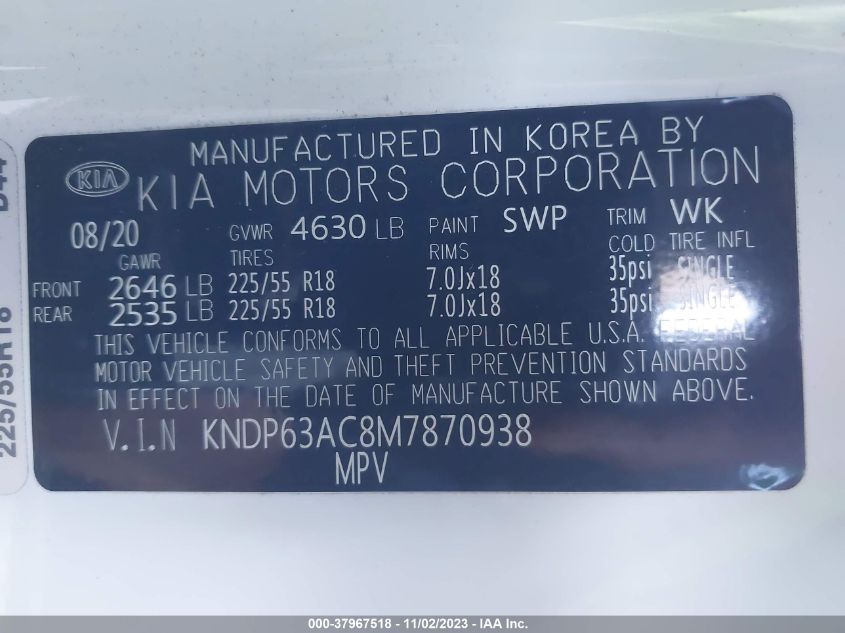 MANUFACTURED IN KOREA BY
KIA KIA MOTORS CORPORATION
08/20 GVWR 4630 LB PAINT SWP TRIM WK
GAWR TIRES RIMS COLD TIRE INFL
FRONT 2646 LB 225/55 R18 7.0Jx18 35psi SINGLE
REAR 2535 LB 225/55 R18 7.0Jx18 35psi SINGLE
THIS VEHICLE CONFORMS TO ALL APPLICABLE U.S.A. FEDERAL
MOTOR VEHICLE SAFETY AND THEFT PREVENTION STANDARDS
IN EFFECT ON THE DATE OF MANUFACTURE SHOWN ABOVE.
V.I.N KNDP63AC8M7870938
MPV
225/55R18
000-37967518 - 11/02/2023 - IAA Inc.